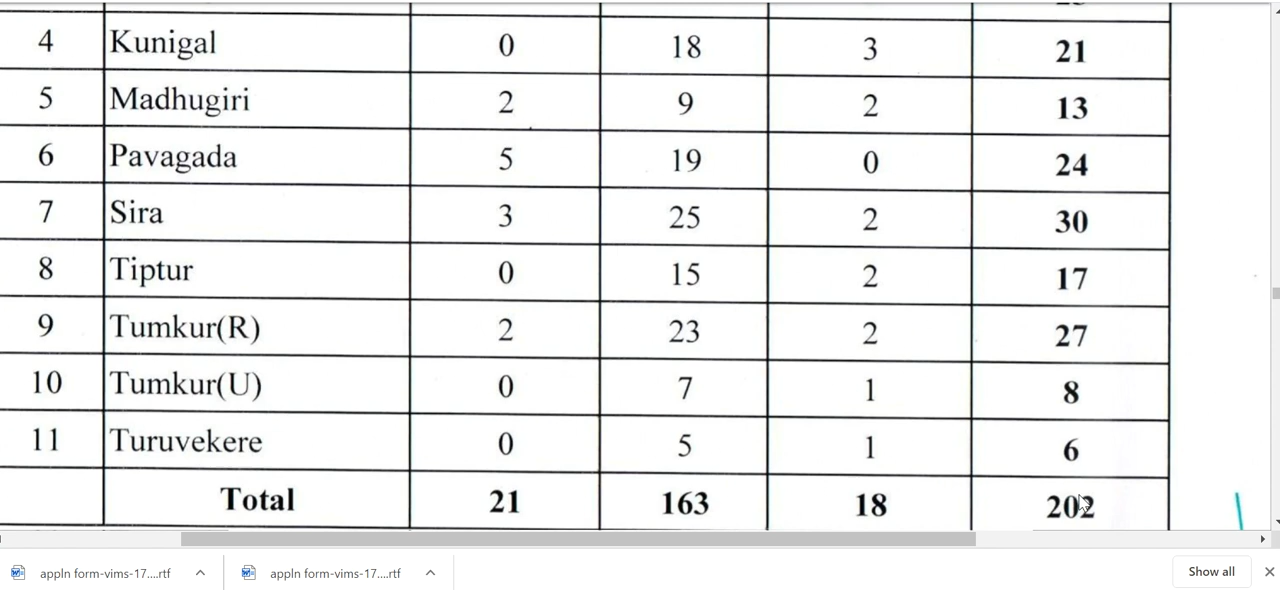 4 Kunigal 0 18 3 21
5 Madhugiri 2 9 2 13
6 Pavagada 5 19 0 24
7 Sira 3 25 2 30
8 Tiptur 0 15 2 17
9 Tumkur(R) 2 23 2 27
10 Tumkur(U) 0 7 1 8
11 Turuvekere 0 5 1 6
Total 21 163 18 202
appln form-vims-17....rtf appln form-vims-17....rtf Show all